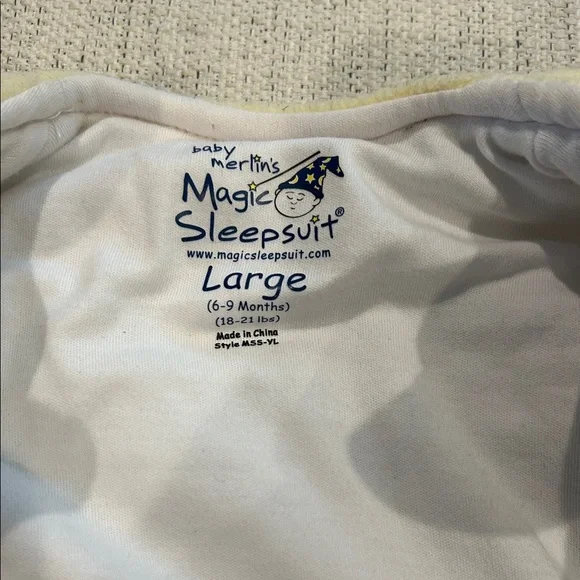 baby
merlin's
Magic
Sleepsuit®
www.magicsleepsuit.com
Large
(6-9 Months)
(18-21 lbs)
Made in China
Style MSS-YL